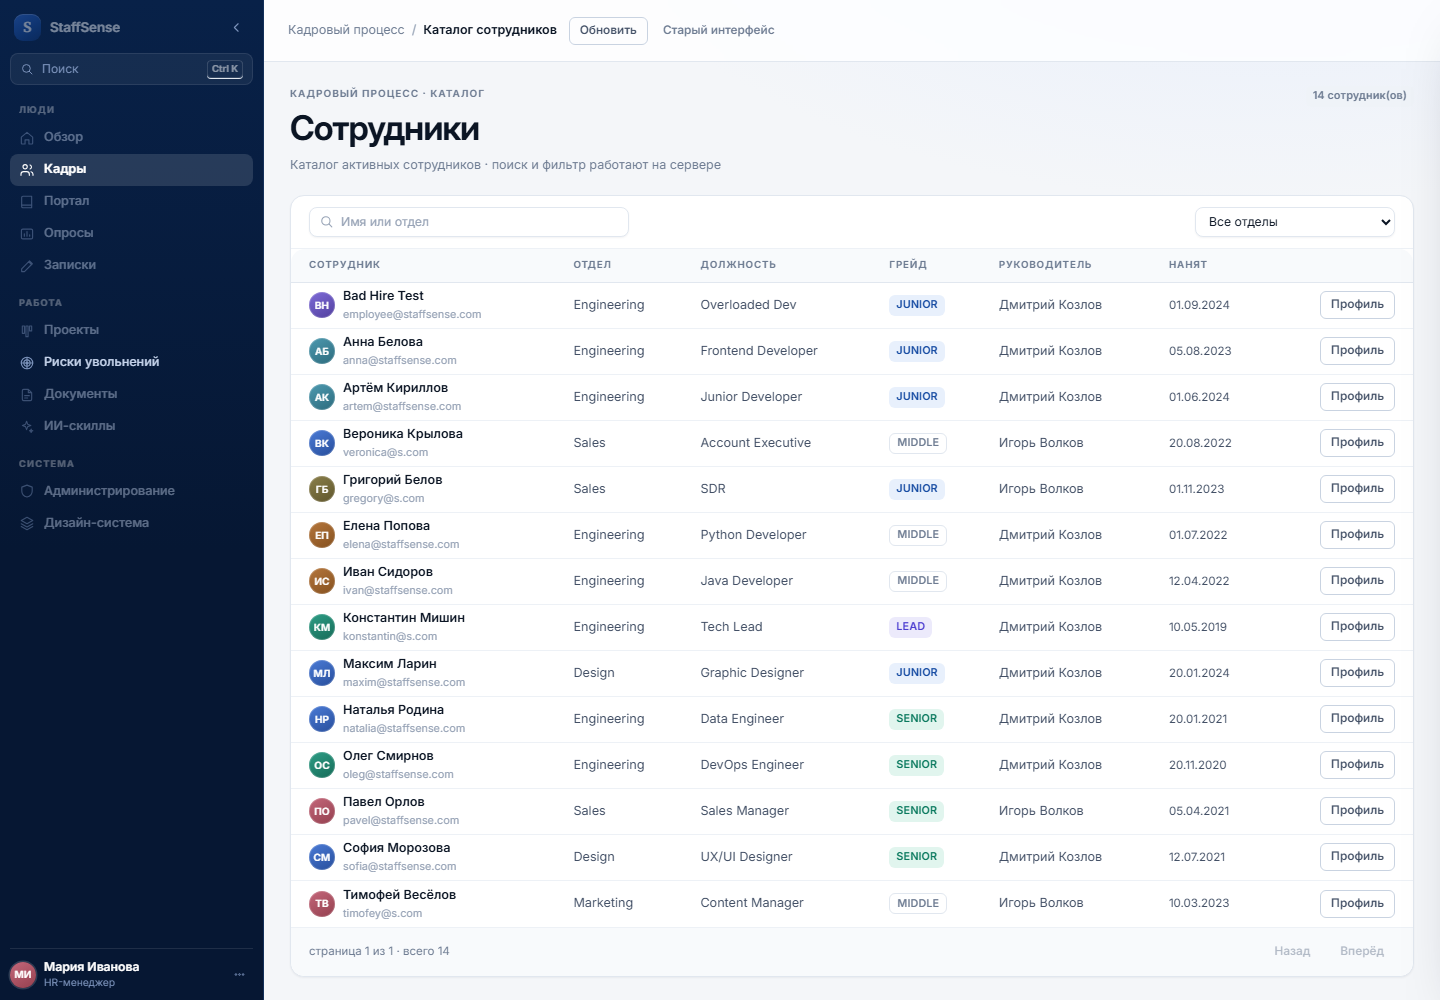 S StaffSense
Поиск Ctrl K
ЛЮДИ
Обзор
Кадры
Портал
Опросы
Записки
РАБОТА
Проекты
Риски увольнений
Документы
ИИ-скиллы
СИСТЕМА
Администрирование
Дизайн-система
МИ Мария Иванова
HR-менеджер
Кадровый процесс / Каталог сотрудников Обновить Старый интерфейс
КАДРОВЫЙ ПРОЦЕСС · КАТАЛОГ
14 сотрудник(ов)
Сотрудники
Каталог активных сотрудников · поиск и фильтр работают на сервере
Имя или отдел Все отделы
СОТРУДНИК ОТДЕЛ ДОЛЖНОСТЬ ГРЕЙД РУКОВОДИТЕЛЬ НАНЯТ
BH Bad Hire Test Engineering Overloaded Dev JUNIOR Дмитрий Козлов 01.09.2024 Профиль
employee@staffsense.com
АБ Анна Белова Engineering Frontend Developer JUNIOR Дмитрий Козлов 05.08.2023 Профиль
anna@staffsense.com
АК Артём Кириллов Engineering Junior Developer JUNIOR Дмитрий Козлов 01.06.2024 Профиль
artem@staffsense.com
ВК Вероника Крылова Sales Account Executive MIDDLE Игорь Волков 20.08.2022 Профиль
veronica@s.com
ГБ Григорий Белов Sales SDR JUNIOR Игорь Волков 01.11.2023 Профиль
gregory@s.com
ЕП Елена Попова Engineering Python Developer MIDDLE Дмитрий Козлов 01.07.2022 Профиль
elena@staffsense.com
ИС Иван Сидоров Engineering Java Developer MIDDLE Дмитрий Козлов 12.04.2022 Профиль
ivan@staffsense.com
КМ Константин Мишин Engineering Tech Lead LEAD Дмитрий Козлов 10.05.2019 Профиль
konstantin@s.com
МЛ Максим Ларин Design Graphic Designer JUNIOR Дмитрий Козлов 20.01.2024 Профиль
maxim@staffsense.com
НР Наталья Родина Engineering Data Engineer SENIOR Дмитрий Козлов 20.01.2021 Профиль
natalia@staffsense.com
ОС Олег Смирнов Engineering DevOps Engineer SENIOR Дмитрий Козлов 20.11.2020 Профиль
oleg@staffsense.com
ПО Павел Орлов Sales Sales Manager SENIOR Игорь Волков 05.04.2021 Профиль
pavel@staffsense.com
СМ София Морозова Design UX/UI Designer SENIOR Дмитрий Козлов 12.07.2021 Профиль
sofia@staffsense.com
ТВ Тимофей Весёлов Marketing Content Manager MIDDLE Игорь Волков 10.03.2023 Профиль
timofey@s.com
страница 1 из 1 · всего 14 Назад Вперёд